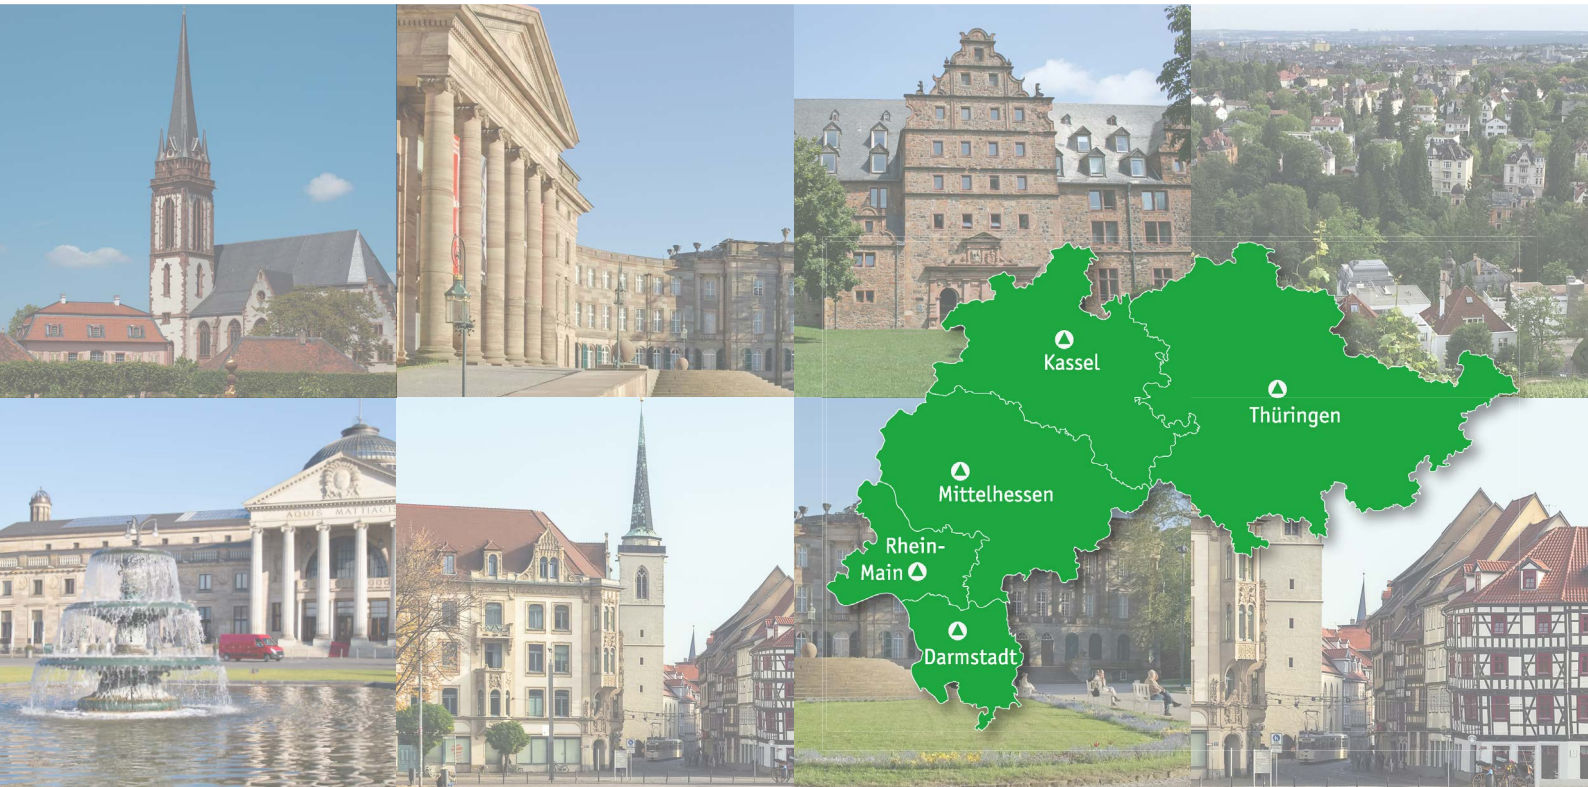 Kassel
Thüringen
Mittelhessen
Rhein-
Main
Darmstadt
AQUIS MATTIACIS